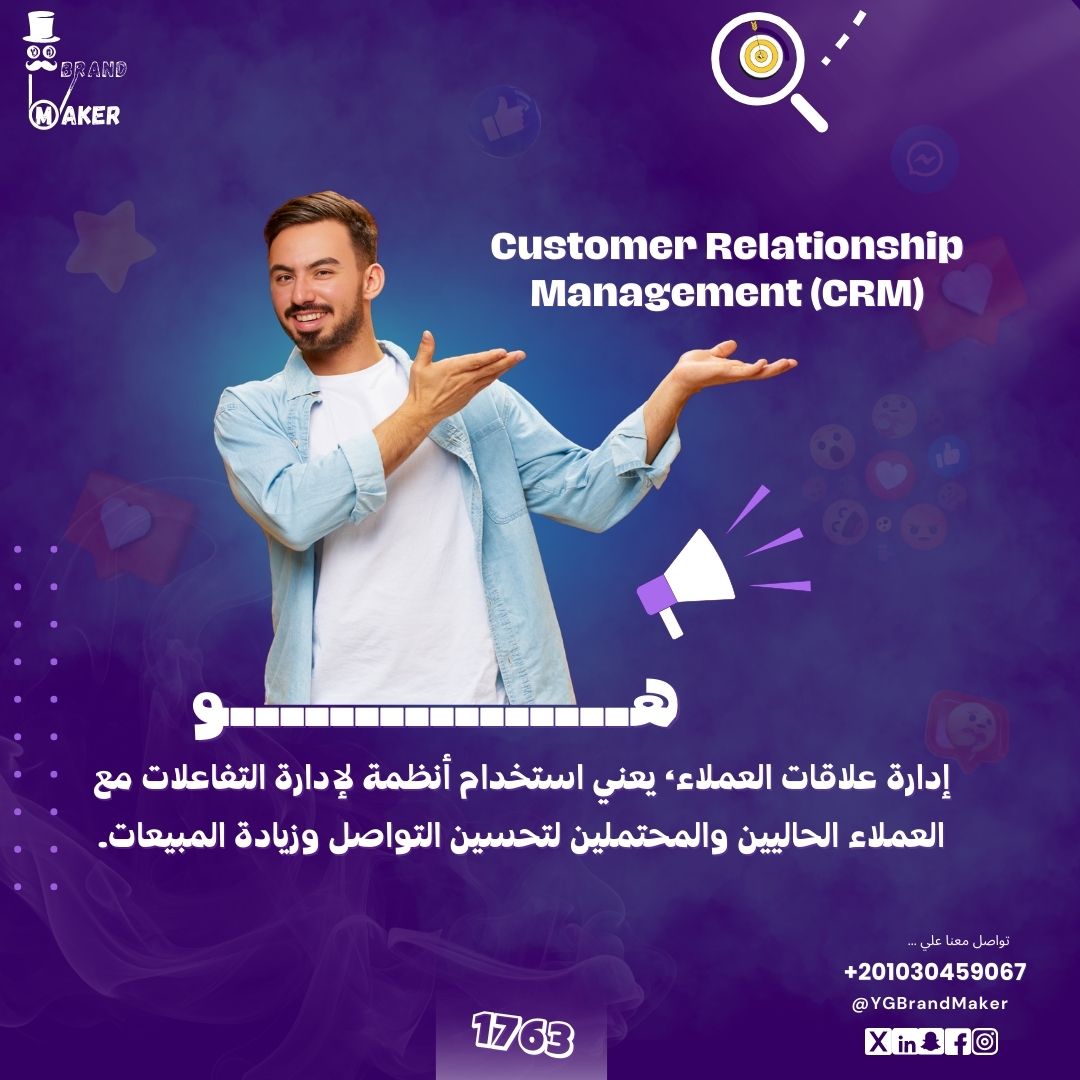 BRAND
MAKER
Customer Relationship
Management (CRM)
هـــــــــــــــــو
إدارة علاقات العملاء، يعني استخدام أنظمة لإدارة التفاعلات مع
العملاء الحاليين والمحتملين لتحسين التواصل وزيادة المبيعات.
تواصل معنا علي ...
+201030459067
@YGBrandMaker
1763